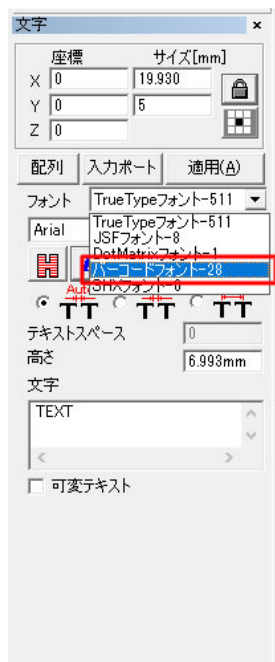 文字 ×
座標 サイズ[mm]
X 0 19.930
Y 0 5
Z 0
配列 入力ポート 適用(A)
フォント TrueTypeフォント-511
Arial TrueTypeフォント-511
JSFフォント-8
DotMatrixフォント-1
バーコードフォント-28
SHXフォント-0
Auto
TT TT TT
テキストスペース 0
高さ 6.993mm
文字
TEXT
可変テキスト